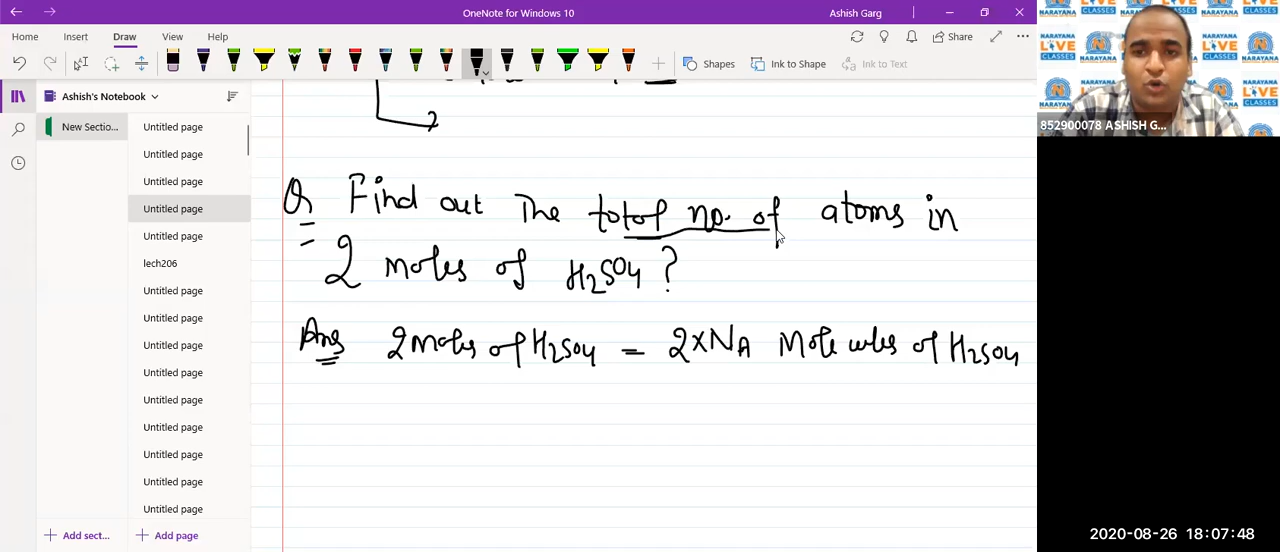 OneNote for Windows 10
Ashish Garg
Home Insert Draw View Help
Share
Shapes Ink to Shape Ink to Text
Ashish's Notebook
New Sectio...
Untitled page
Untitled page
Untitled page
Untitled page
Untitled page
lech206
Untitled page
Untitled page
Untitled page
Untitled page
Untitled page
Untitled page
Untitled page
Untitled page
Untitled page
Add sect...
Add page
Q Find out The total no. of atoms in
2 moles of H2SO4 ?
Ans 2 moles of H2SO4 = 2×NA Molecules of H2SO4
NARAYANA LIVE CLASSES
852900078 ASHISH G...
2020-08-26 18:07:48